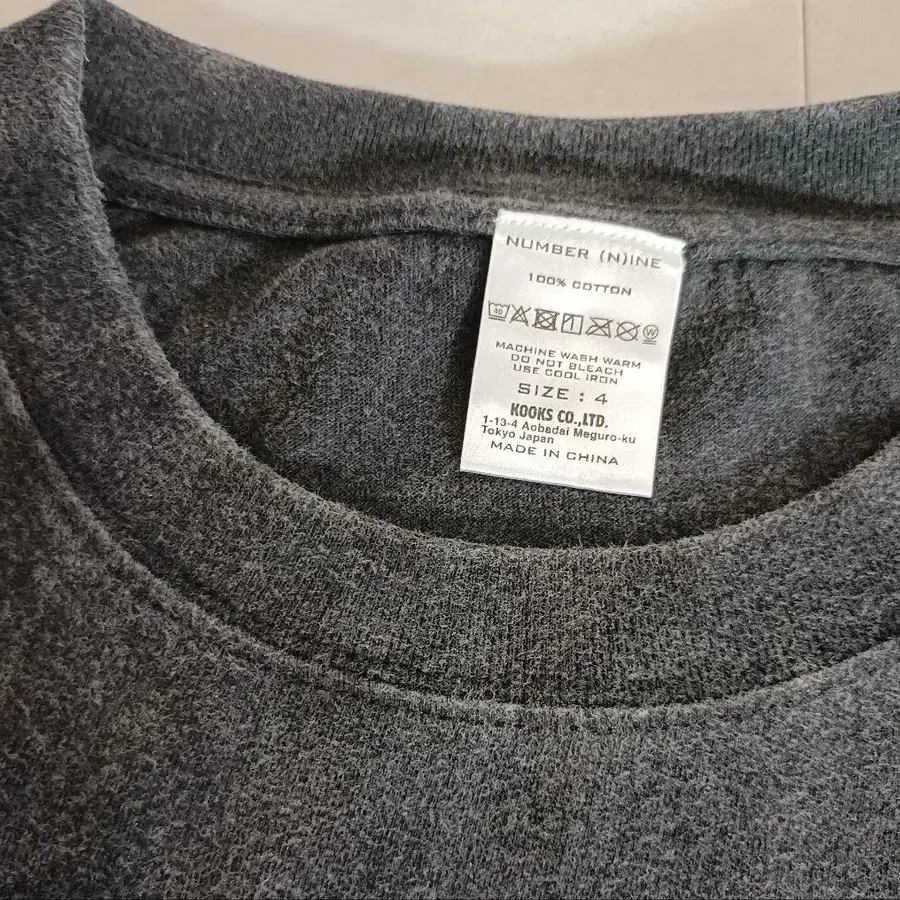 NUMBER (N)INE
100% COTTON
40 W
MACHINE WASH WARM
DO NOT BLEACH
USE COOL IRON
SIZE : 4
KOOKS CO.,LTD.
1-13-4 Aobadai Meguro-ku
Tokyo Japan
MADE IN CHINA